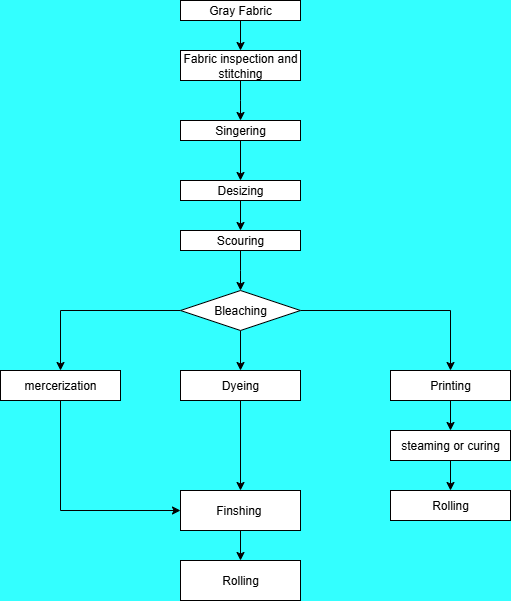 Gray Fabric
Fabric inspection and
stitching
Singering
Desizing
Scouring
Bleaching
mercerization
Dyeing
Printing
steaming or curing
Finshing
Rolling
Rolling